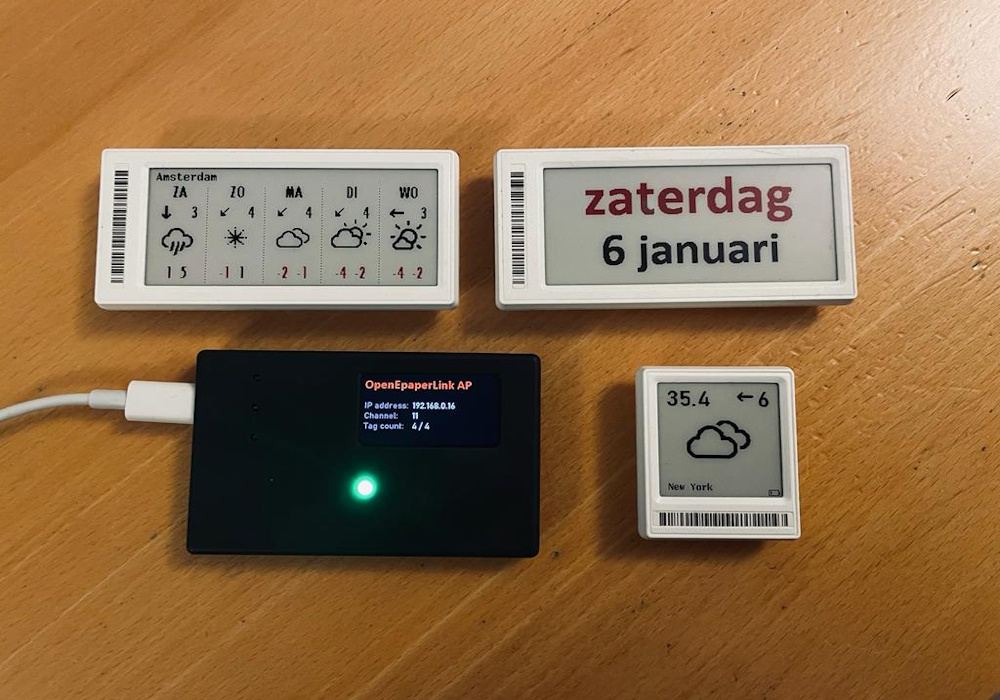 Amsterdam
ZA ZO MA DI WO
↓ 3 ↙ 4 ↙ 4 ↙ 4 ← 3
1 5 -1 1 -2 -1 -4 -2 -4 -2
zaterdag
6 januari
OpenEpaperLink AP
IP address: 192.168.0.16
Channel: 11
Tag count: 4 / 4
35.4 ←6
New York